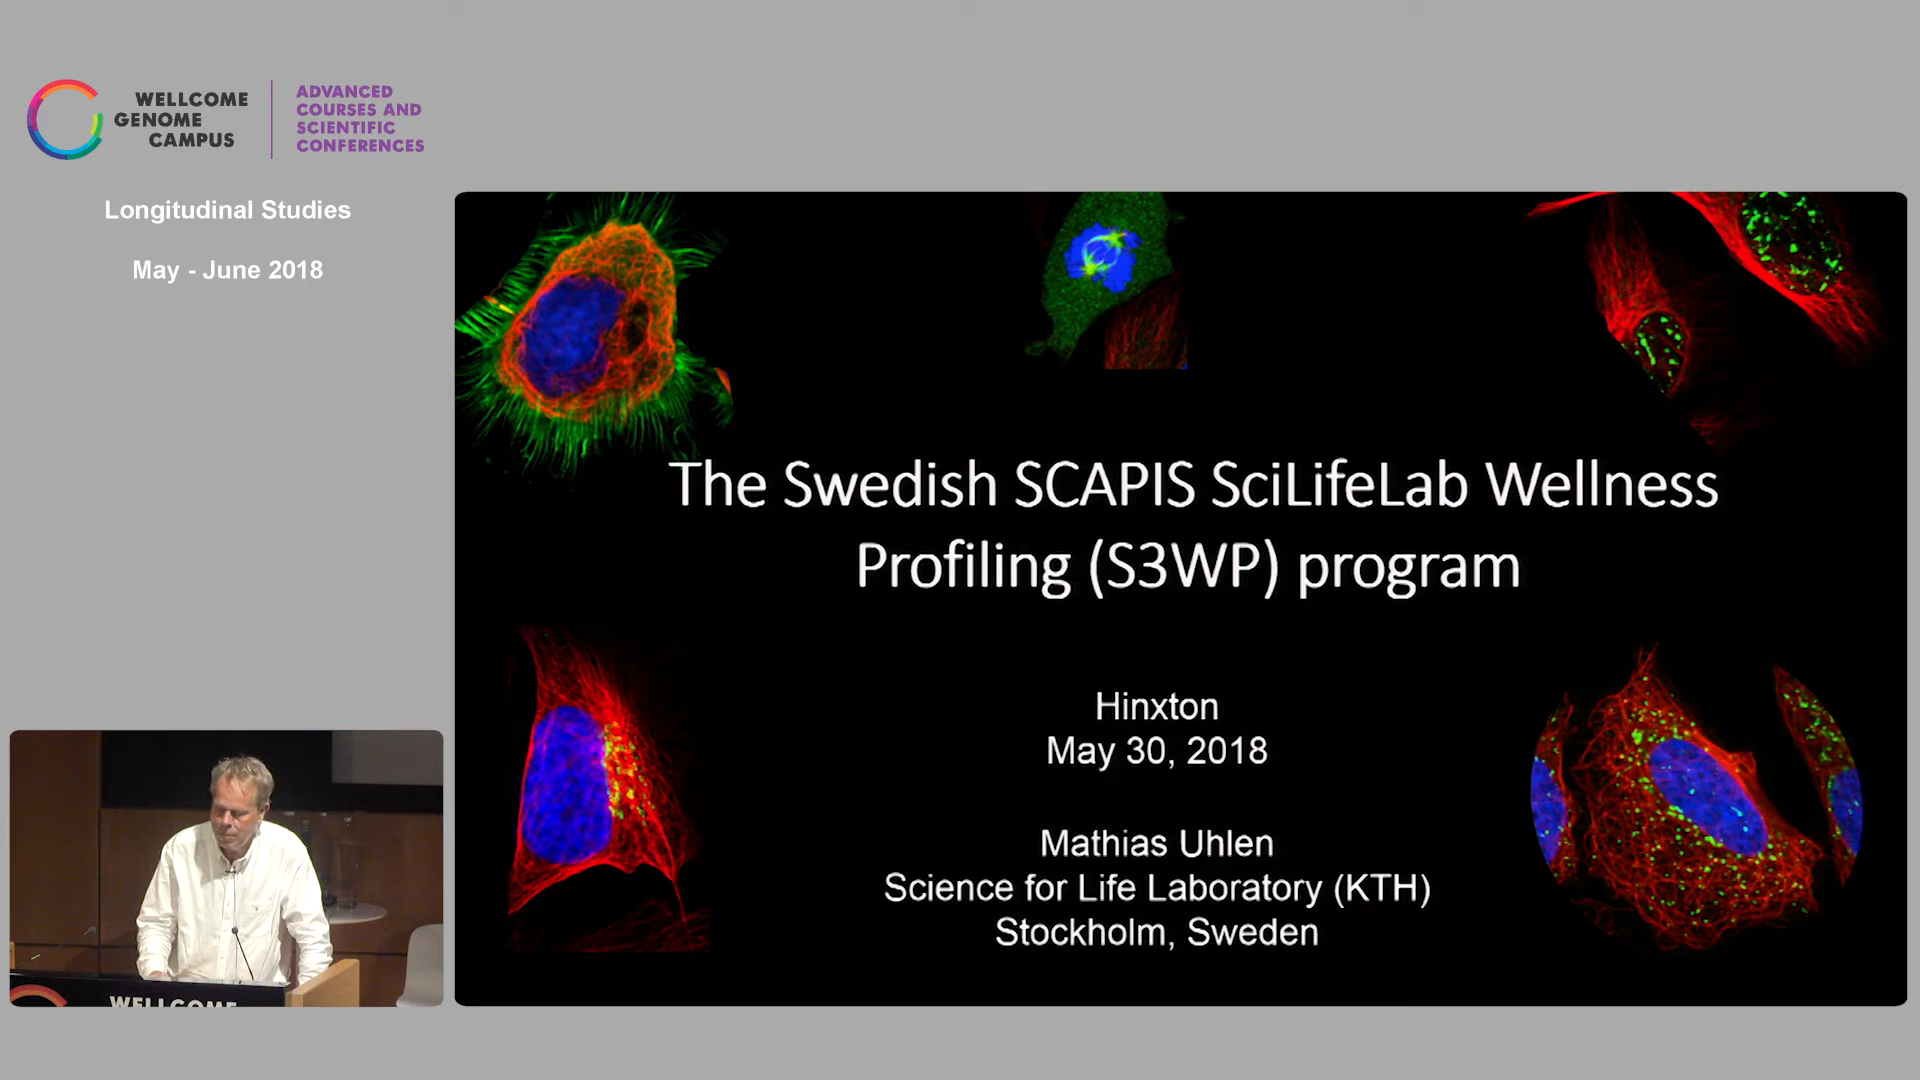 WELLCOME
GENOME
CAMPUS
ADVANCED
COURSES AND
SCIENTIFIC
CONFERENCES
Longitudinal Studies
May - June 2018
The Swedish SCAPIS SciLifeLab Wellness
Profiling (S3WP) program
Hinxton
May 30, 2018
Mathias Uhlen
Science for Life Laboratory (KTH)
Stockholm, Sweden
WELLCOME